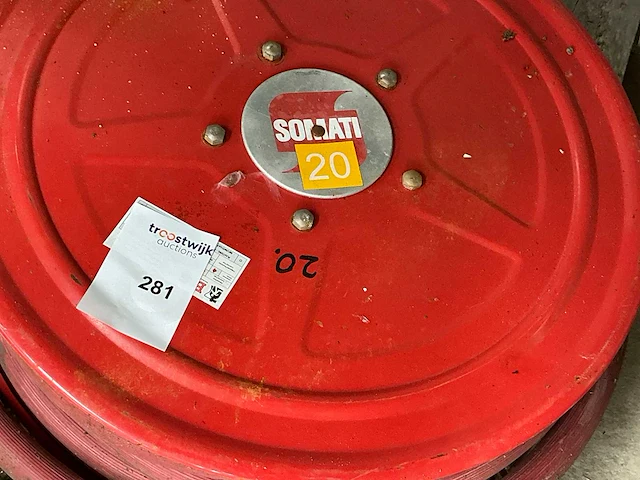 SOMATI
20
20.
troostwijk
auctions
281